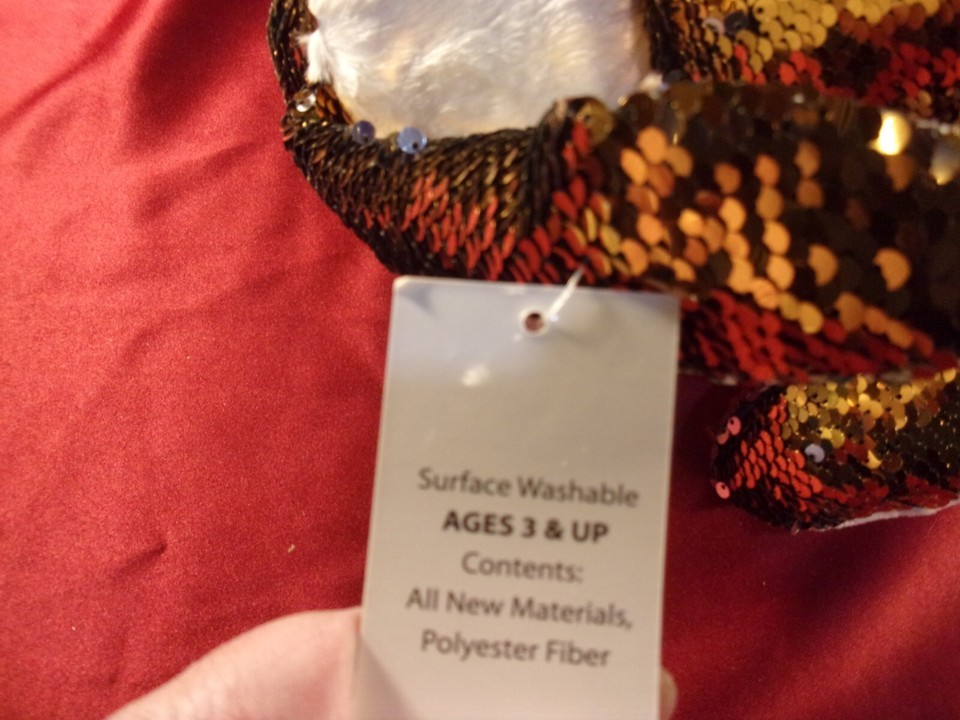 Surface Washable
AGES 3 & UP
Contents:
All New Materials,
Polyester Fiber